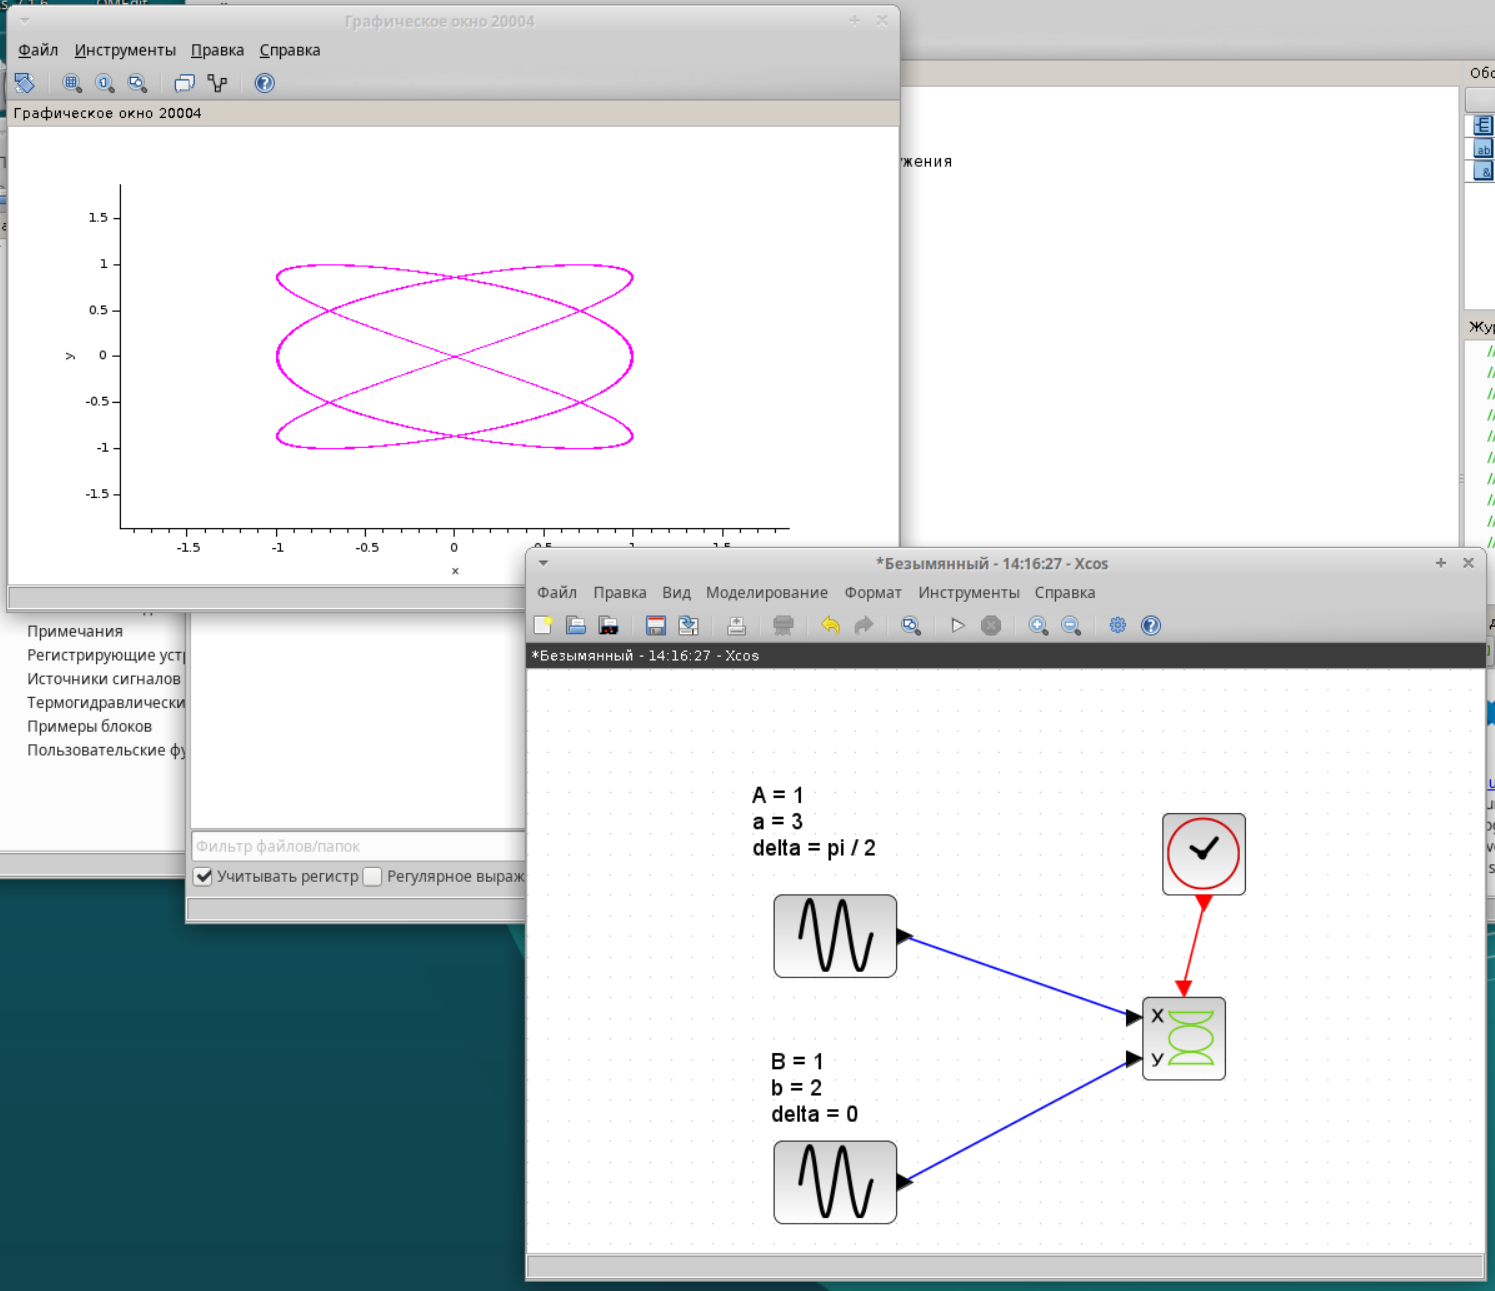 Графическое окно 20004
Файл Инструменты Правка Справка
Графическое окно 20004
1.5
1
0.5
0
-0.5
-1
-1.5
y
-1.5 -1 -0.5 0 0.5 1 1.5
x
Примечания
Регистрирующие уст
Источники сигналов
Термогидравлически
Примеры блоков
Пользовательские фу
Фильтр файлов/папок
Учитывать регистр Регулярное выраж
*Безымянный - 14:16:27 - Xcos
Файл Правка Вид Моделирование Формат Инструменты Справка
*Безымянный - 14:16:27 - Xcos
A = 1
a = 3
delta = pi / 2
B = 1
b = 2
delta = 0
X
y
жения
Обо
ab
&
Жур
//
//
//
//
//
//
//
//
//
//